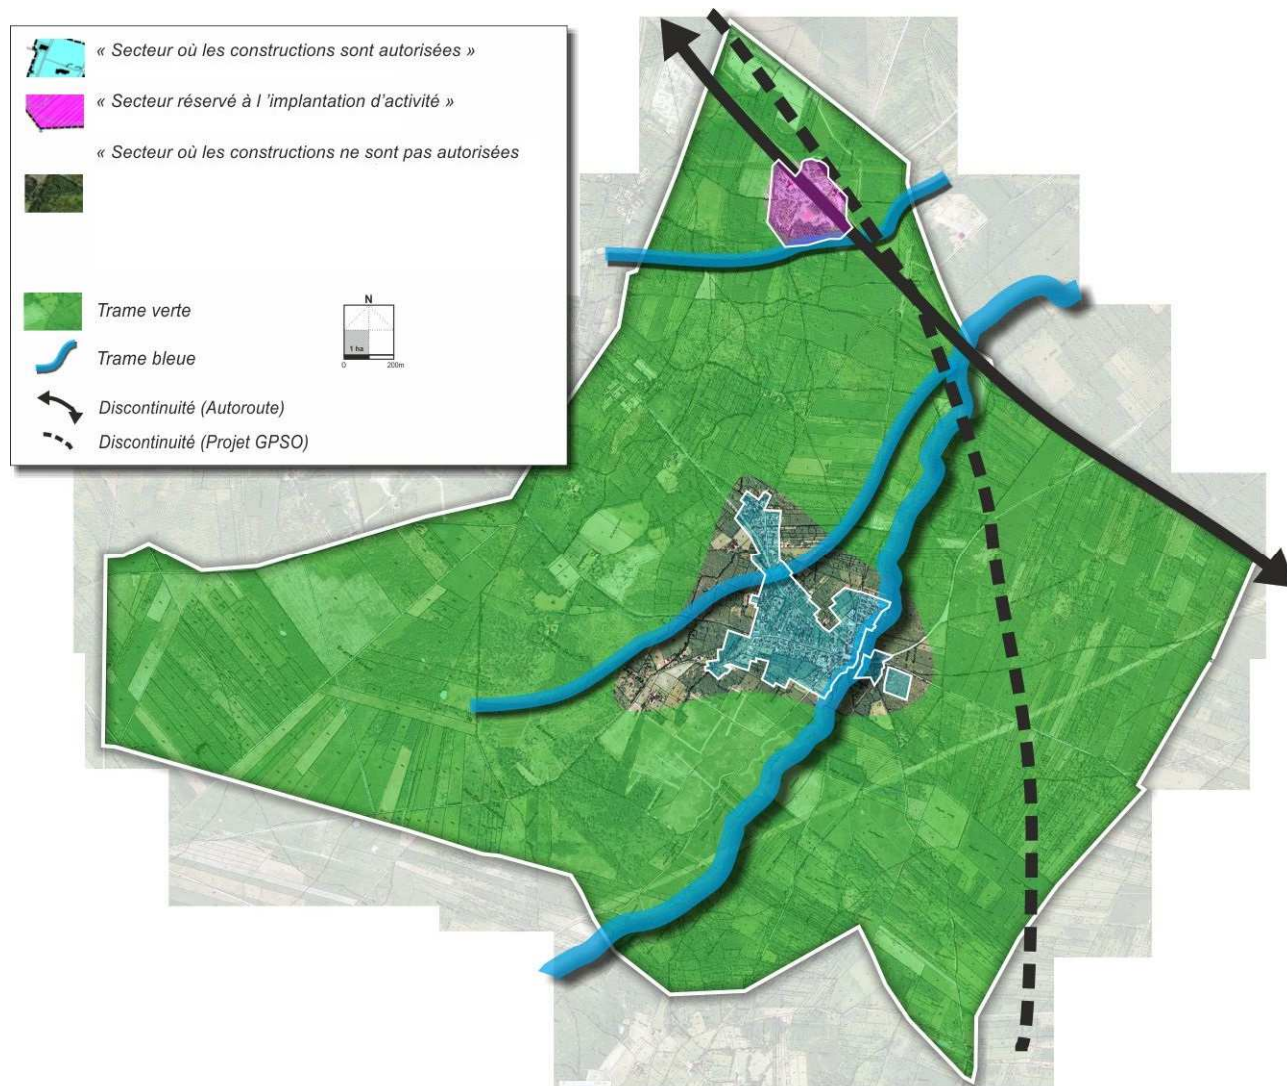 « Secteur où les constructions sont autorisées »
« Secteur réservé à l ’implantation d’activité »
« Secteur où les constructions ne sont pas autorisées
Trame verte
N
1 ha
0 200m
Trame bleue
Discontinuité (Autoroute)
Discontinuité (Projet GPSO)